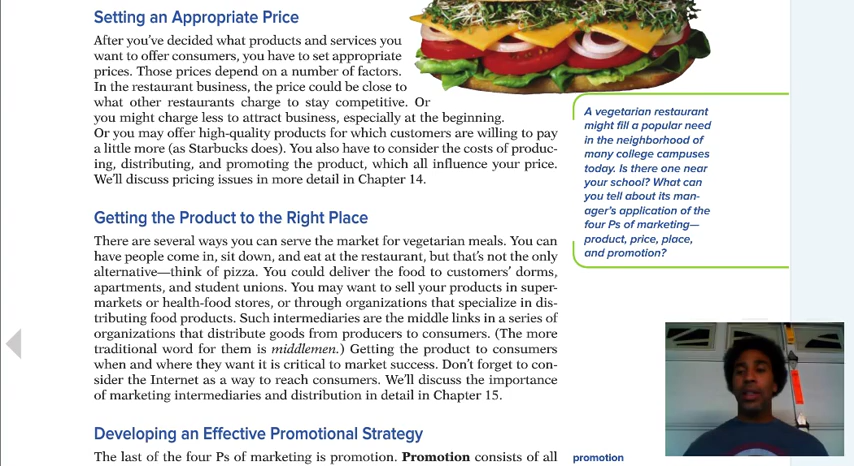 Setting an Appropriate Price
After you've decided what products and services you
want to offer consumers, you have to set appropriate
prices. Those prices depend on a number of factors.
In the restaurant business, the price could be close to
what other restaurants charge to stay competitive. Or
you might charge less to attract business, especially at the beginning.
Or you may offer high-quality products for which customers are willing to pay
a little more (as Starbucks does). You also have to consider the costs of produc-
ing, distributing, and promoting the product, which all influence your price.
We'll discuss pricing issues in more detail in Chapter 14.
Getting the Product to the Right Place
There are several ways you can serve the market for vegetarian meals. You can
have people come in, sit down, and eat at the restaurant, but that's not the only
alternative—think of pizza. You could deliver the food to customers' dorms,
apartments, and student unions. You may want to sell your products in super-
markets or health-food stores, or through organizations that specialize in dis-
tributing food products. Such intermediaries are the middle links in a series of
organizations that distribute goods from producers to consumers. (The more
traditional word for them is middlemen.) Getting the product to consumers
when and where they want it is critical to market success. Don't forget to con-
sider the Internet as a way to reach consumers. We'll discuss the importance
of marketing intermediaries and distribution in detail in Chapter 15.
Developing an Effective Promotional Strategy
The last of the four Ps of marketing is promotion. Promotion consists of all
A vegetarian restaurant
might fill a popular need
in the neighborhood of
many college campuses
today. Is there one near
your school? What can
you tell about its man-
ager's application of the
four Ps of marketing—
product, price, place,
and promotion?
promotion